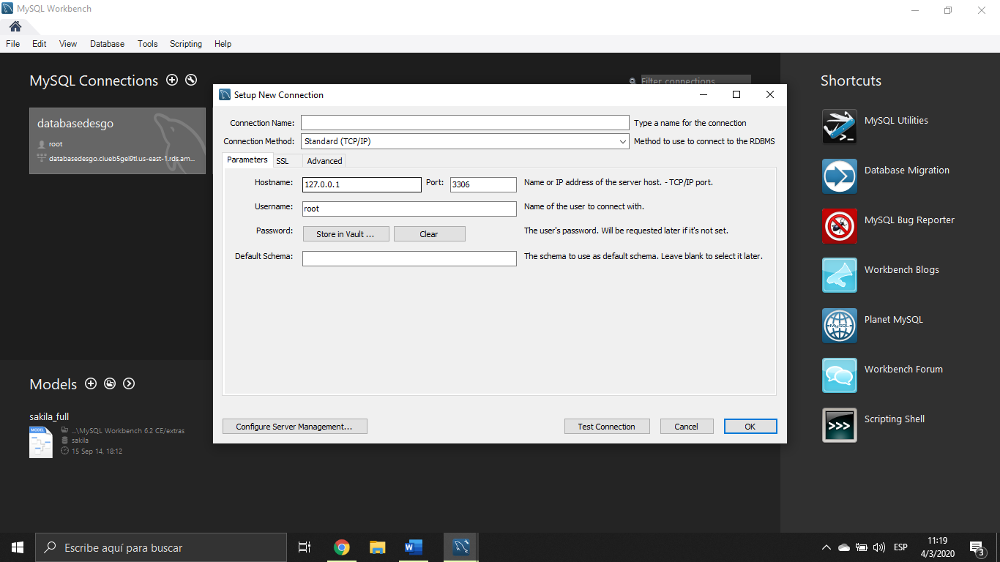 MySQL Workbench
File Edit View Database Tools Scripting Help
MySQL Connections
Filter connections
databasedesgo
root
databasedesgo.ciueb5gei9tl.us-east-1.rds.am...
Setup New Connection
Connection Name: Type a name for the connection
Connection Method: Standard (TCP/IP) Method to use to connect to the RDBMS
Parameters SSL Advanced
Hostname: 127.0.0.1 Port: 3306 Name or IP address of the server host. - TCP/IP port.
Username: root Name of the user to connect with.
Password: Store in Vault ... Clear The user's password. Will be requested later if it's not set.
Default Schema: The schema to use as default schema. Leave blank to select it later.
Configure Server Management... Test Connection Cancel OK
Shortcuts
MySQL Utilities
Database Migration
MySQL Bug Reporter
Workbench Blogs
MySQL
Planet MySQL
Workbench Forum
>>>
Scripting Shell
Models
sakila_full
MODEL
...\MySQL Workbench 6.2 CE/extras
sakila
15 Sep 14, 18:12
Escribe aquí para buscar
W
ESP
11:19
4/3/2020
3